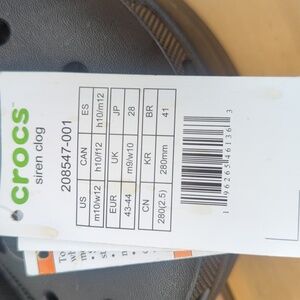 crocs™
siren clog
208547-001
US CAN ES
m10/w12 h10/f12 h10/m12
EUR UK JP
43-44 m9/w10 28
CN KR BR
280(2.5) 280mm 41
1 96265 46136 3